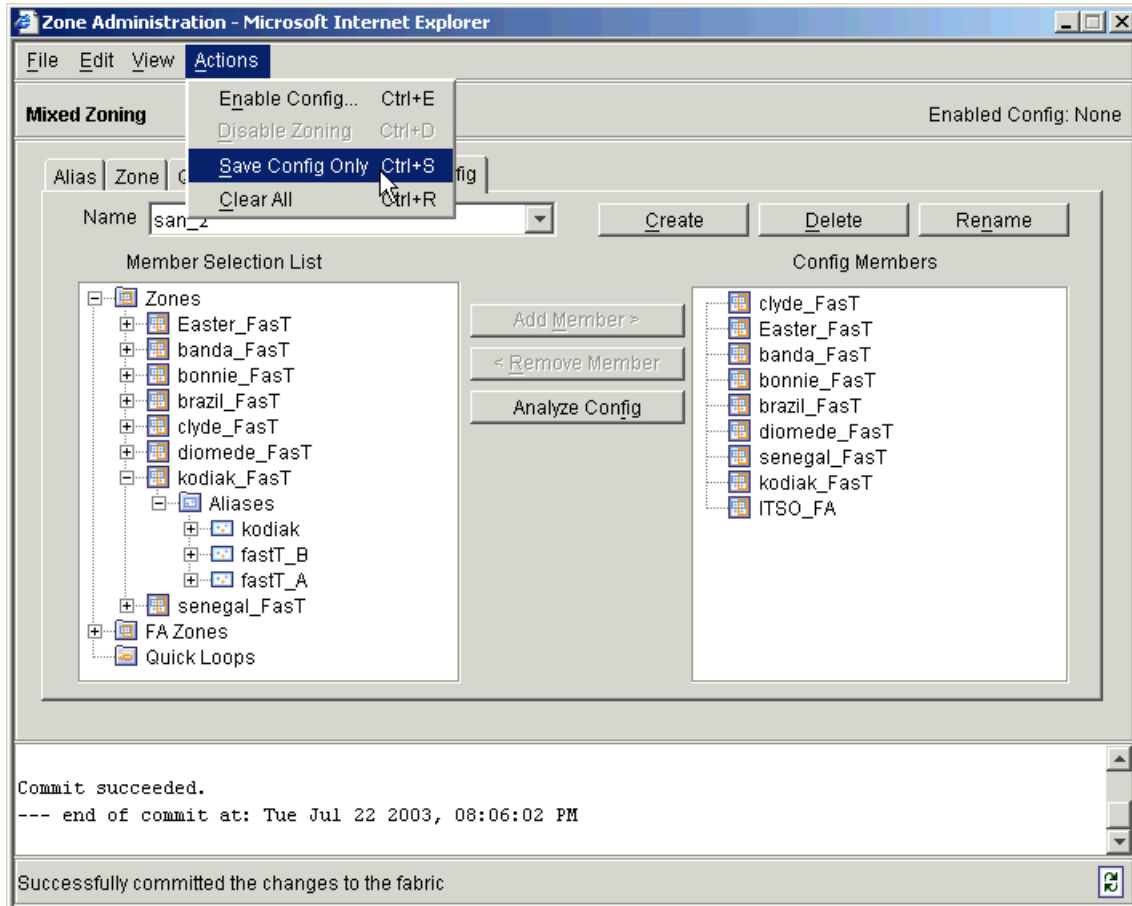 Zone Administration - Microsoft Internet Explorer
File Edit View Actions
Enable Config... Ctrl+E
Disable Zoning Ctrl+D
Save Config Only Ctrl+S
Clear All Ctrl+R
Mixed Zoning
Enabled Config: None
Alias Zone
Name san_2
Create Delete Rename
Member Selection List
Zones
Easter_FasT
banda_FasT
bonnie_FasT
brazil_FasT
clyde_FasT
diomede_FasT
kodiak_FasT
Aliases
kodiak
fastT_B
fastT_A
senegal_FasT
FA Zones
Quick Loops
Add Member >
< Remove Member
Analyze Config
Config Members
clyde_FasT
Easter_FasT
banda_FasT
bonnie_FasT
brazil_FasT
diomede_FasT
senegal_FasT
kodiak_FasT
ITSO_FA
Commit succeeded.
--- end of commit at: Tue Jul 22 2003, 08:06:02 PM
Successfully committed the changes to the fabric